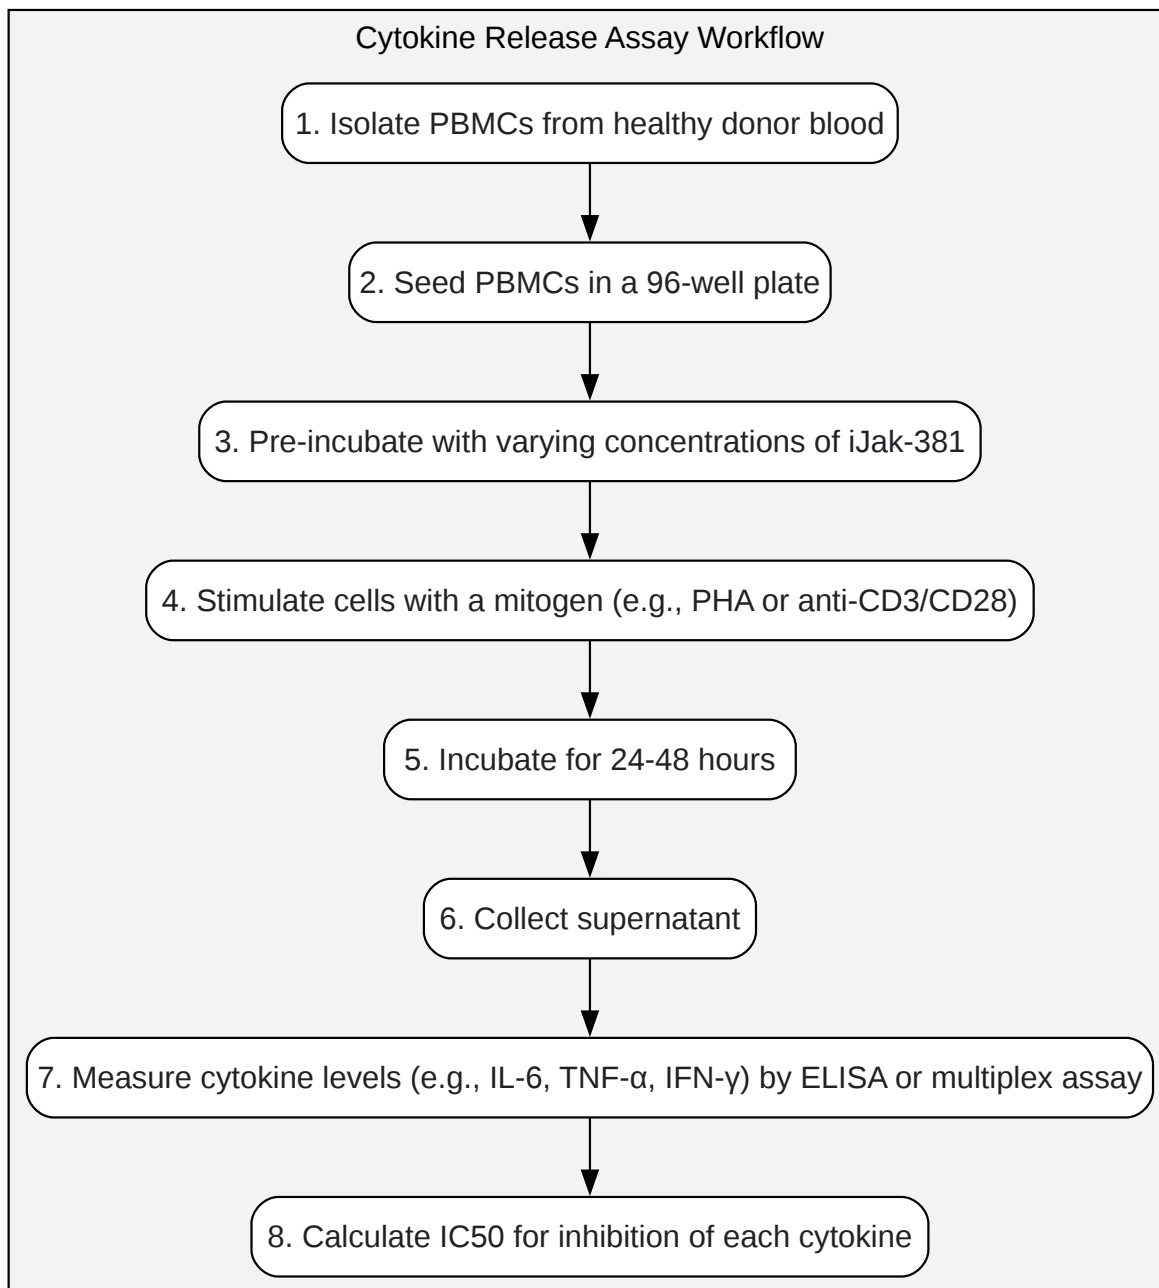 Cytokine Release Assay Workflow
1. Isolate PBMCs from healthy donor blood
2. Seed PBMCs in a 96-well plate
3. Pre-incubate with varying concentrations of iJak-381
4. Stimulate cells with a mitogen (e.g., PHA or anti-CD3/CD28)
5. Incubate for 24-48 hours
6. Collect supernatant
7. Measure cytokine levels (e.g., IL-6, TNF-α, IFN-γ) by ELISA or multiplex assay
8. Calculate IC50 for inhibition of each cytokine